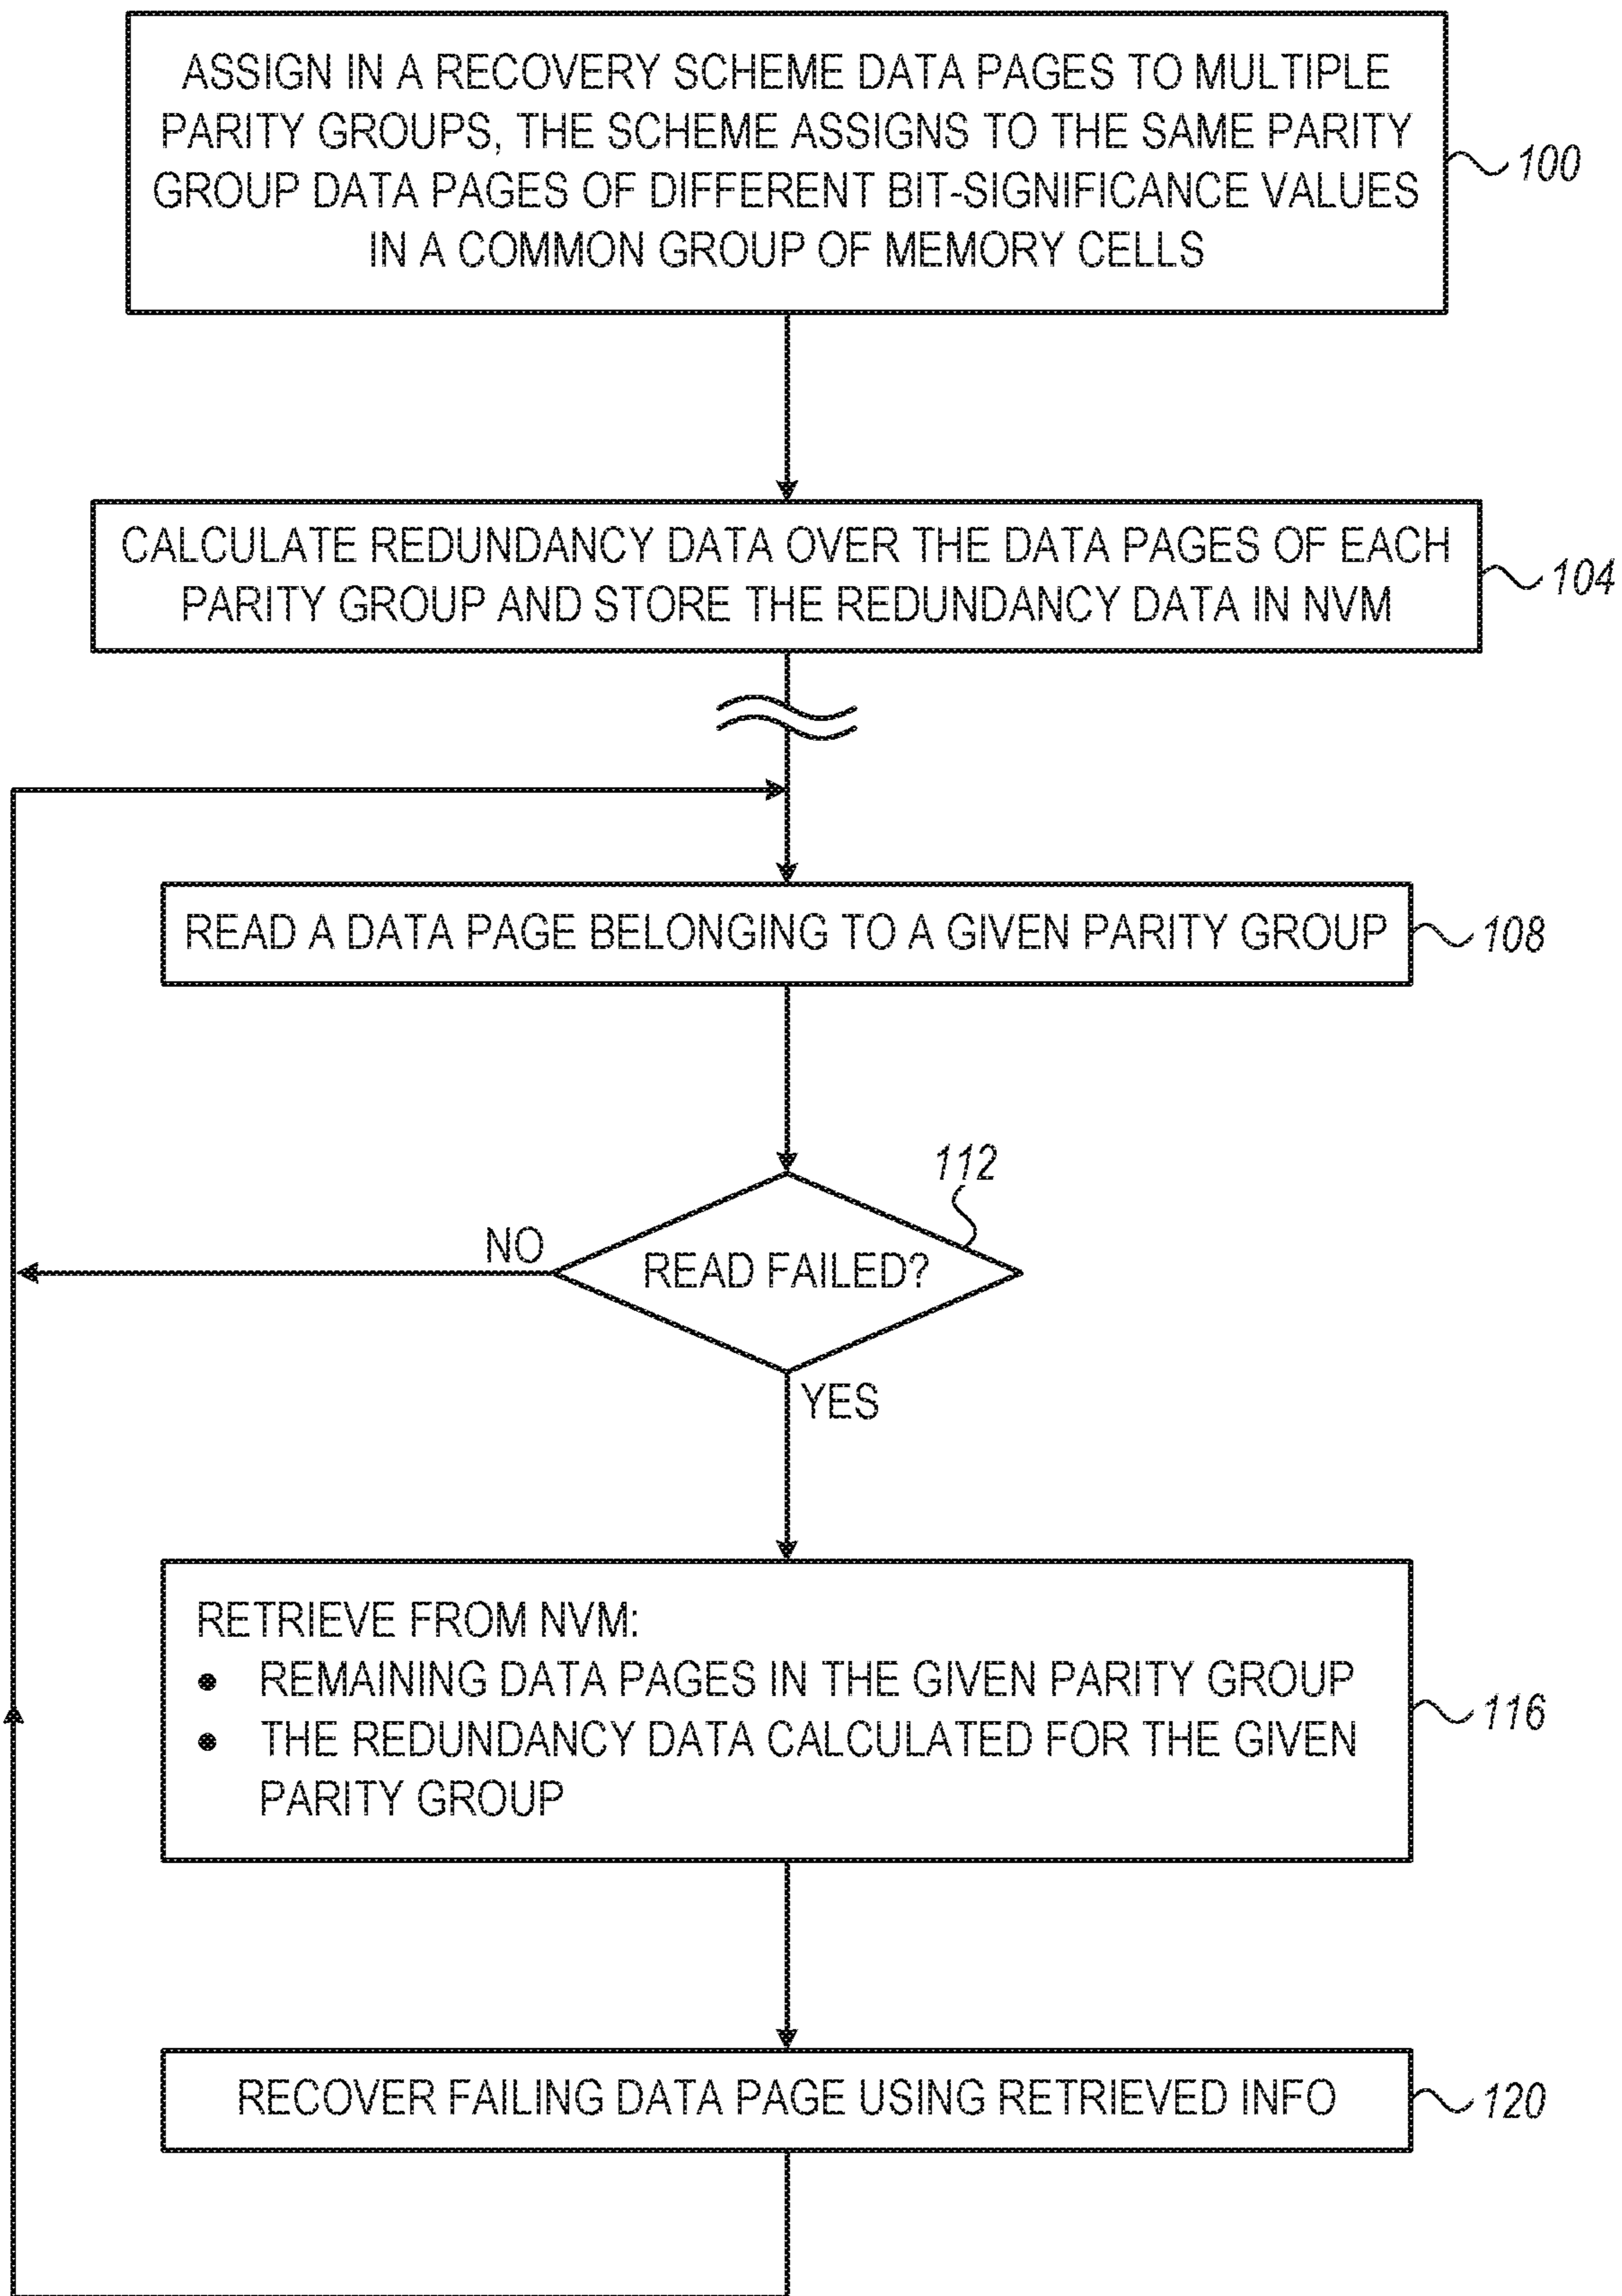 ASSIGN IN A RECOVERY SCHEME DATA PAGES TO MULTIPLE
PARITY GROUPS, THE SCHEME ASSIGNS TO THE SAME PARITY
GROUP DATA PAGES OF DIFFERENT BIT-SIGNIFICANCE VALUES
IN A COMMON GROUP OF MEMORY CELLS
100
CALCULATE REDUNDANCY DATA OVER THE DATA PAGES OF EACH
PARITY GROUP AND STORE THE REDUNDANCY DATA IN NVM
104
READ A DATA PAGE BELONGING TO A GIVEN PARITY GROUP
108
112
NO
READ FAILED?
YES
RETRIEVE FROM NVM:
• REMAINING DATA PAGES IN THE GIVEN PARITY GROUP
• THE REDUNDANCY DATA CALCULATED FOR THE GIVEN
PARITY GROUP
116
RECOVER FAILING DATA PAGE USING RETRIEVED INFO
120